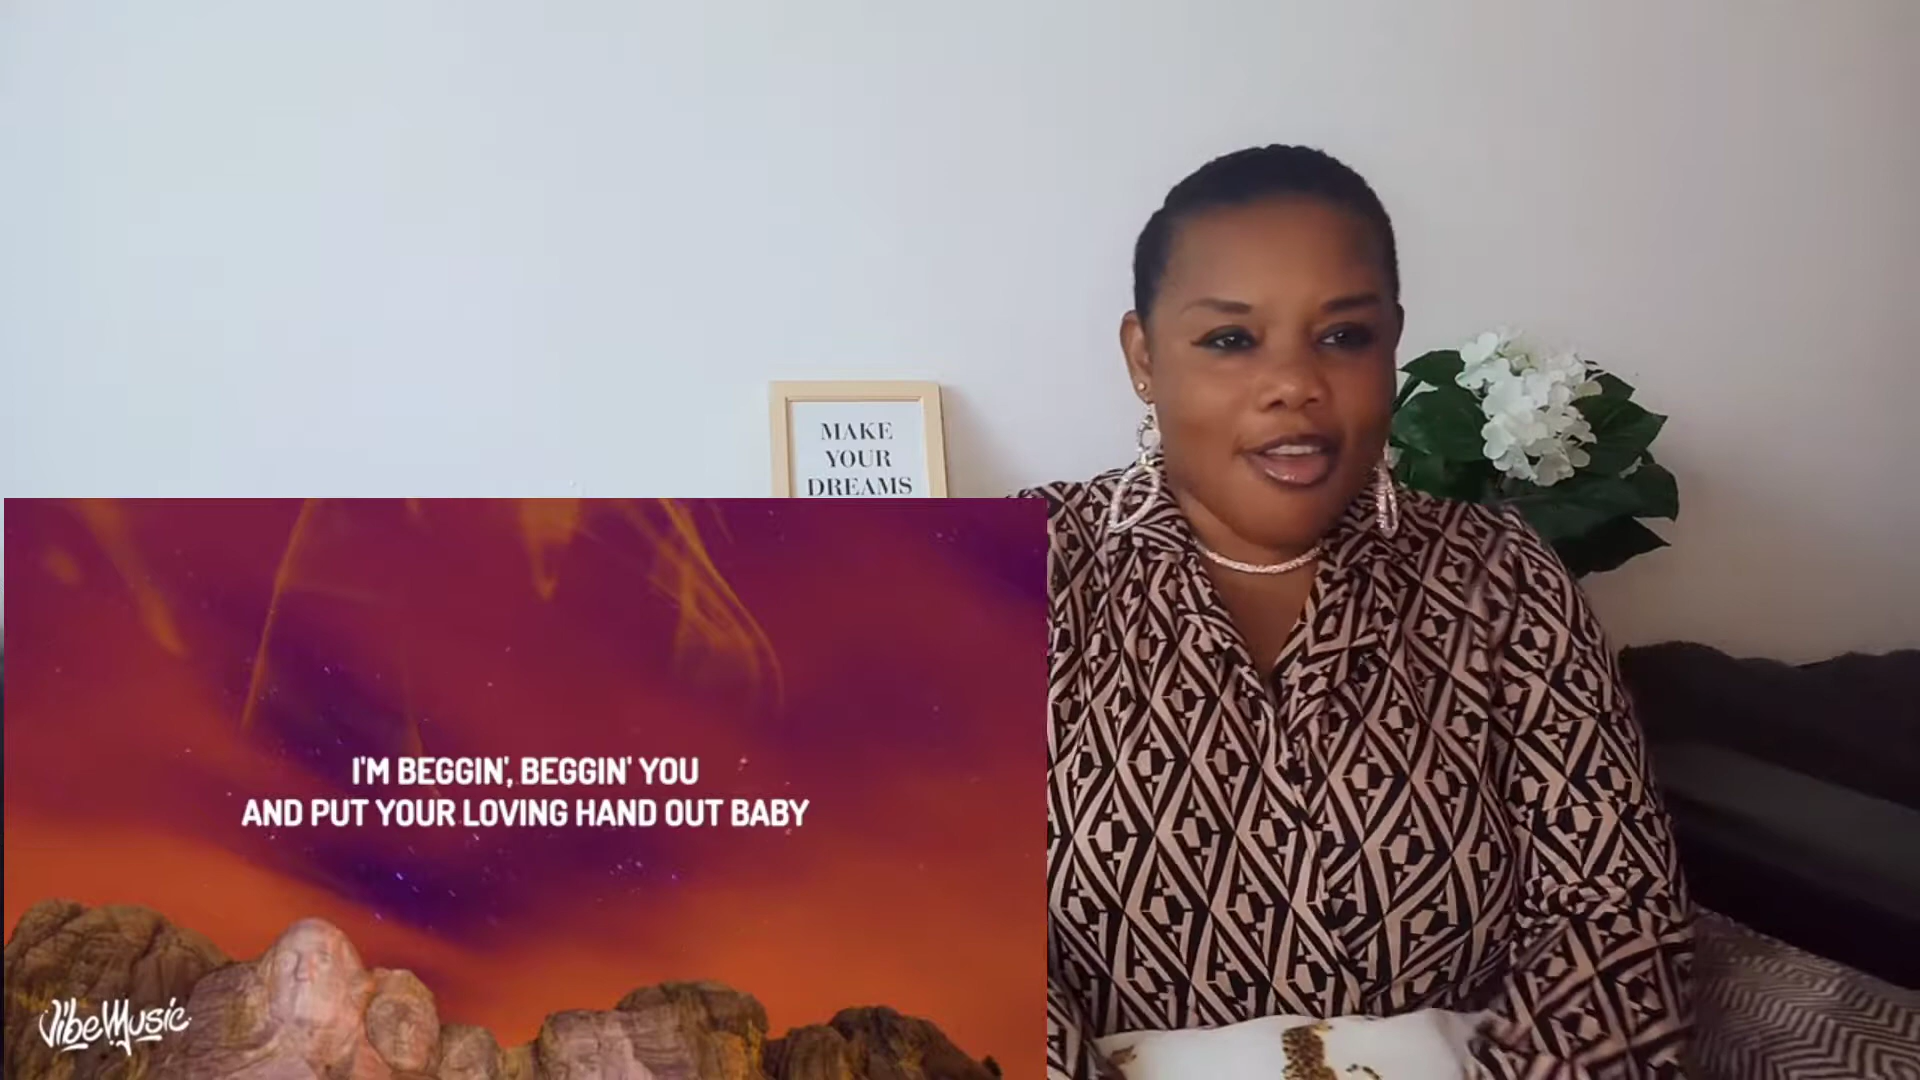 MAKE
YOUR
DREAMS
I'M BEGGIN', BEGGIN' YOU
AND PUT YOUR LOVING HAND OUT BABY
VibeMusic